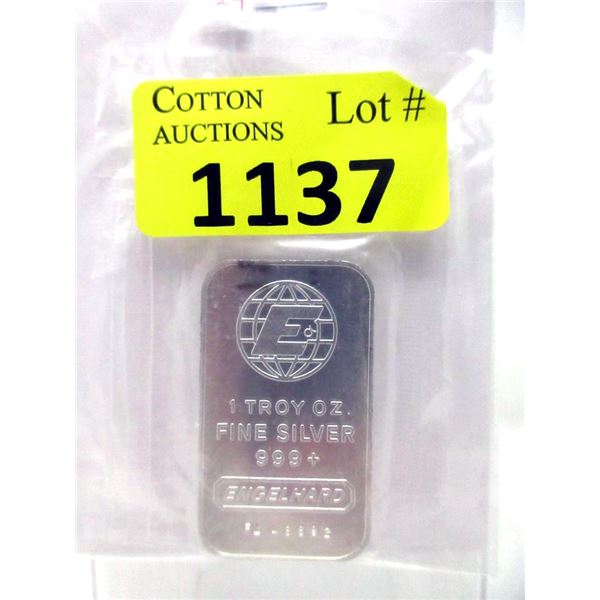 COTTON
AUCTIONS
Lot #
1137
E
1 TROY OZ.
FINE SILVER
999+
ENGELHARD